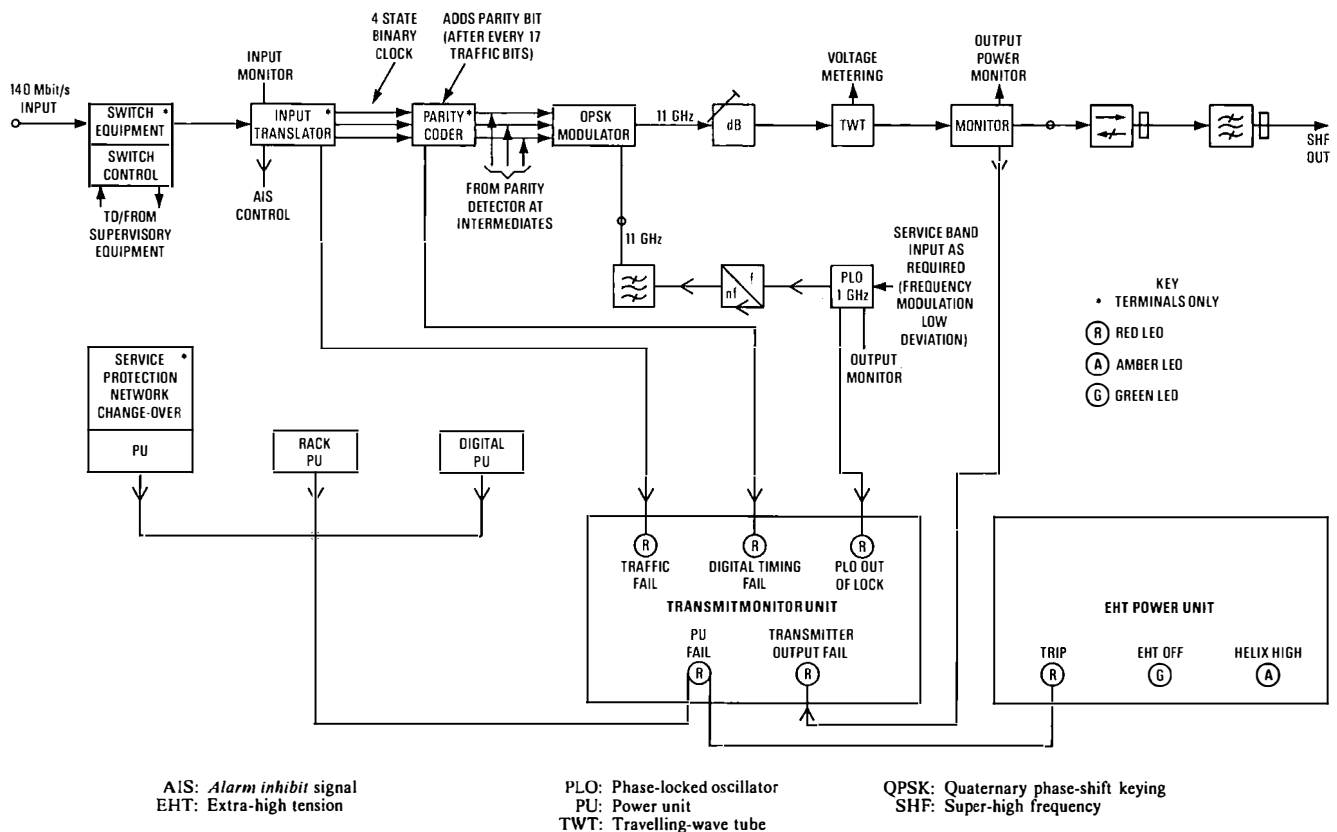 4 STATE
BINARY
CLOCK
ADDS PARITY BIT
(AFTER EVERY 17
TRAFFIC BITS)
INPUT
MONITOR
VOLTAGE
METERING
OUTPUT
POWER
MONITOR
140 Mbit/s
INPUT
SWITCH *
EQUIPMENT
SWITCH
CONTROL
INPUT *
TRANSLATOR
PARITY *
CODER
QPSK
MODULATOR
11 GHz
dB
TWT
MONITOR
SHF
OUT
TO/FROM
SUPERVISORY
EQUIPMENT
AIS
CONTROL
FROM PARITY
DETECTOR AT
INTERMEDIATES
11 GHz
f
nf
PLO
1 GHz
SERVICE BAND
INPUT AS
REQUIRED
(FREQUENCY
MODULATION
LOW
DEVIATION)
OUTPUT
MONITOR
KEY
* TERMINALS ONLY
R RED LEO
A AMBER LEO
G GREEN LED
SERVICE *
PROTECTION
NETWORK
CHANGE-OVER
PU
RACK
PU
DIGITAL
PU
R
R
R
TRAFFIC
FAIL
DIGITAL TIMING
FAIL
PLO OUT
OF LOCK
TRANSMIT MONITOR UNIT
PU
FAIL
TRANSMITTER
OUTPUT FAIL
R
R
EHT POWER UNIT
TRIP
EHT OFF
HELIX HIGH
R
G
A
AIS: Alarm inhibit signal
EHT: Extra-high tension
PLO: Phase-locked oscillator
PU: Power unit
TWT: Travelling-wave tube
QPSK: Quaternary phase-shift keying
SHF: Super-high frequency